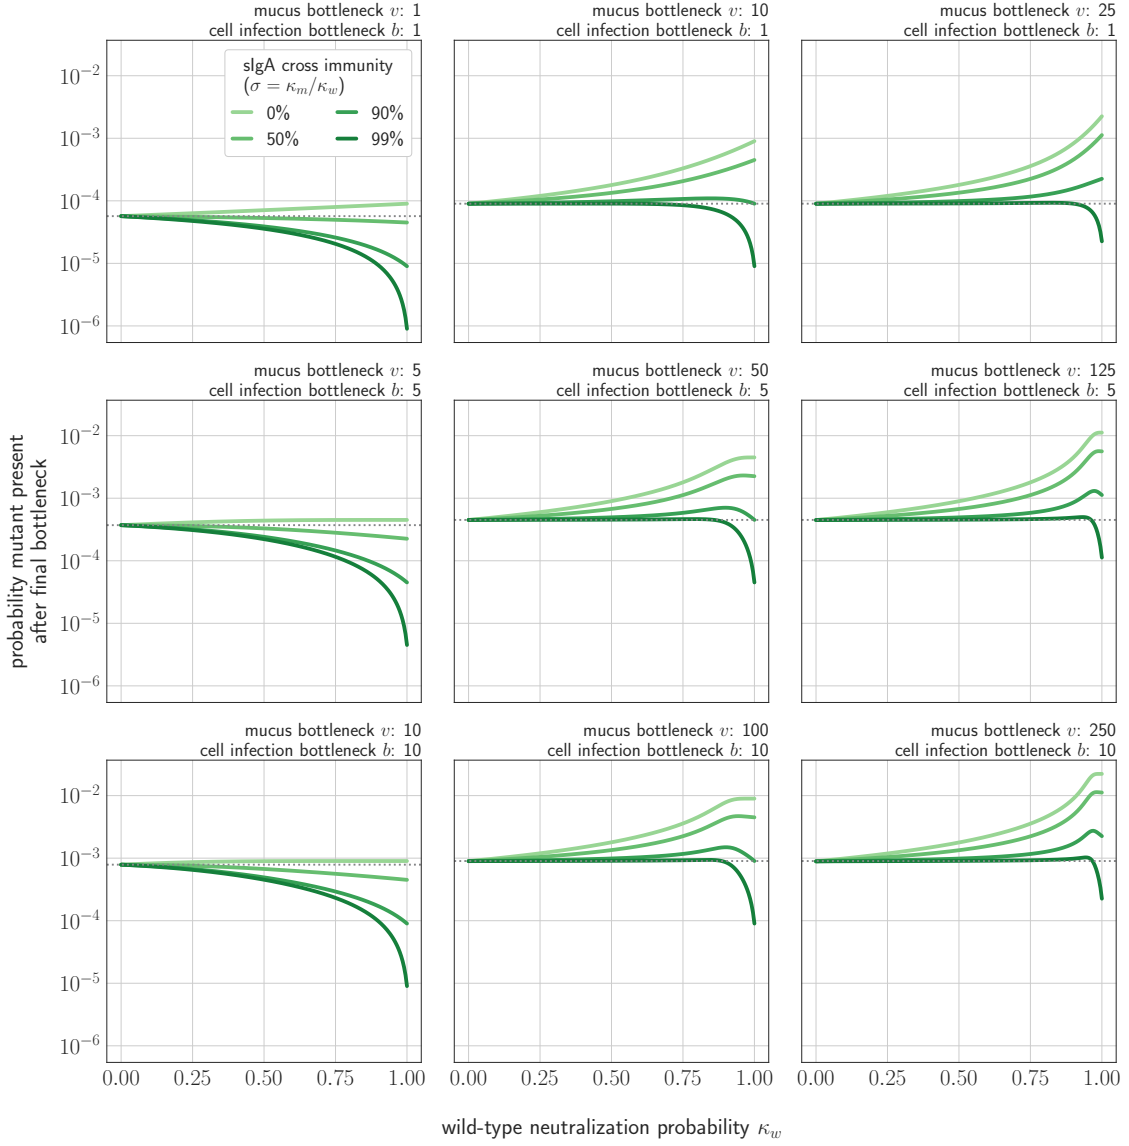 mucus bottleneck v: 1
cell infection bottleneck b: 1
mucus bottleneck v: 10
cell infection bottleneck b: 1
mucus bottleneck v: 25
cell infection bottleneck b: 1
sIgA cross immunity
(σ = κₘ/κ_w)
0%
90%
50%
99%
10⁻²
10⁻³
10⁻⁴
10⁻⁵
10⁻⁶
mucus bottleneck v: 5
cell infection bottleneck b: 5
mucus bottleneck v: 50
cell infection bottleneck b: 5
mucus bottleneck v: 125
cell infection bottleneck b: 5
10⁻²
10⁻³
10⁻⁴
10⁻⁵
10⁻⁶
probability mutant present
after final bottleneck
mucus bottleneck v: 10
cell infection bottleneck b: 10
mucus bottleneck v: 100
cell infection bottleneck b: 10
mucus bottleneck v: 250
cell infection bottleneck b: 10
10⁻²
10⁻³
10⁻⁴
10⁻⁵
10⁻⁶
0.00 0.25 0.50 0.75 1.00
0.00 0.25 0.50 0.75 1.00
0.00 0.25 0.50 0.75 1.00
wild-type neutralization probability κ_w